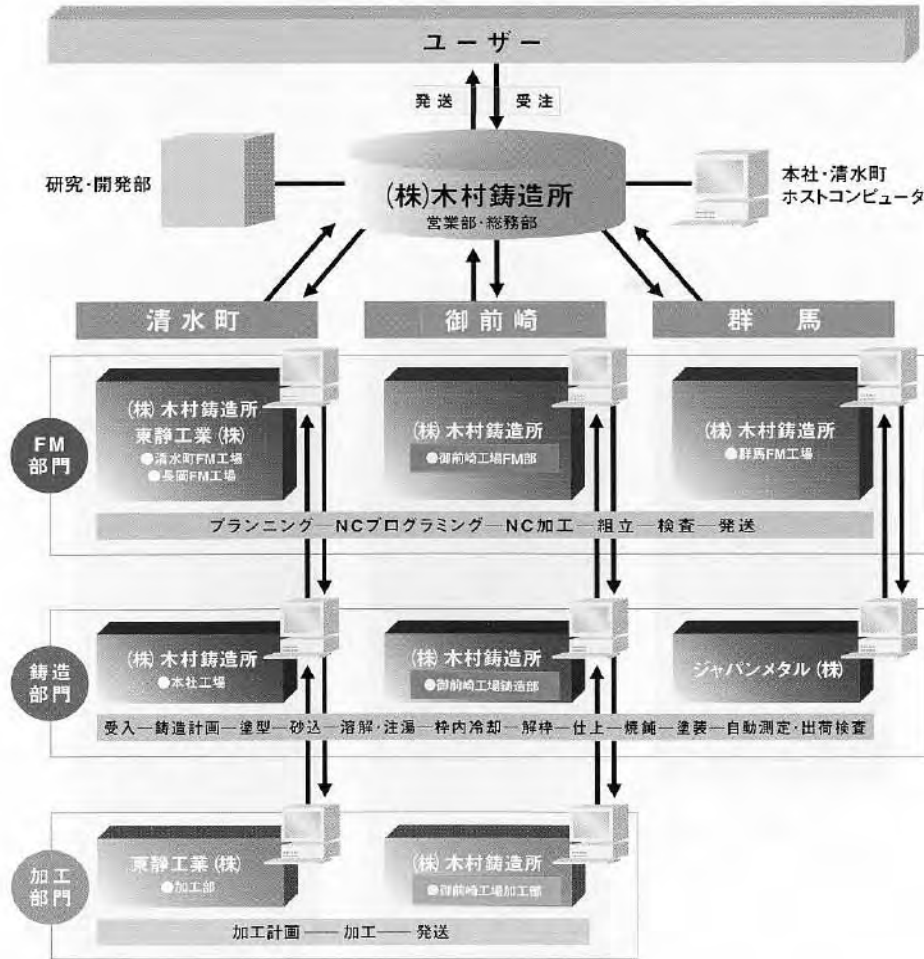 ユーザー
発送 受注
研究・開発部
(株)木村鋳造所
営業部・総務部
本社・清水町
ホストコンピュータ
清水町 御前崎 群馬
FM
部門
(株)木村鋳造所
東静工業(株)
●清水町FM工場
●長岡FM工場
(株)木村鋳造所
●御前崎工場FM部
(株)木村鋳造所
●群馬FM工場
プランニング―NCプログラミング―NC加工―組立―検査―発送
鋳造
部門
(株)木村鋳造所
●本社工場
(株)木村鋳造所
●御前崎工場鋳造部
ジャパンメタル(株)
受入―鋳造計画―塗型―砂込―溶解・注湯―枠内冷却―解枠―仕上―焼鈍―塗装―自動測定・出荷検査
加工
部門
東静工業(株)
●加工部
(株)木村鋳造所
●御前崎工場加工部
加工計画――加工――発送